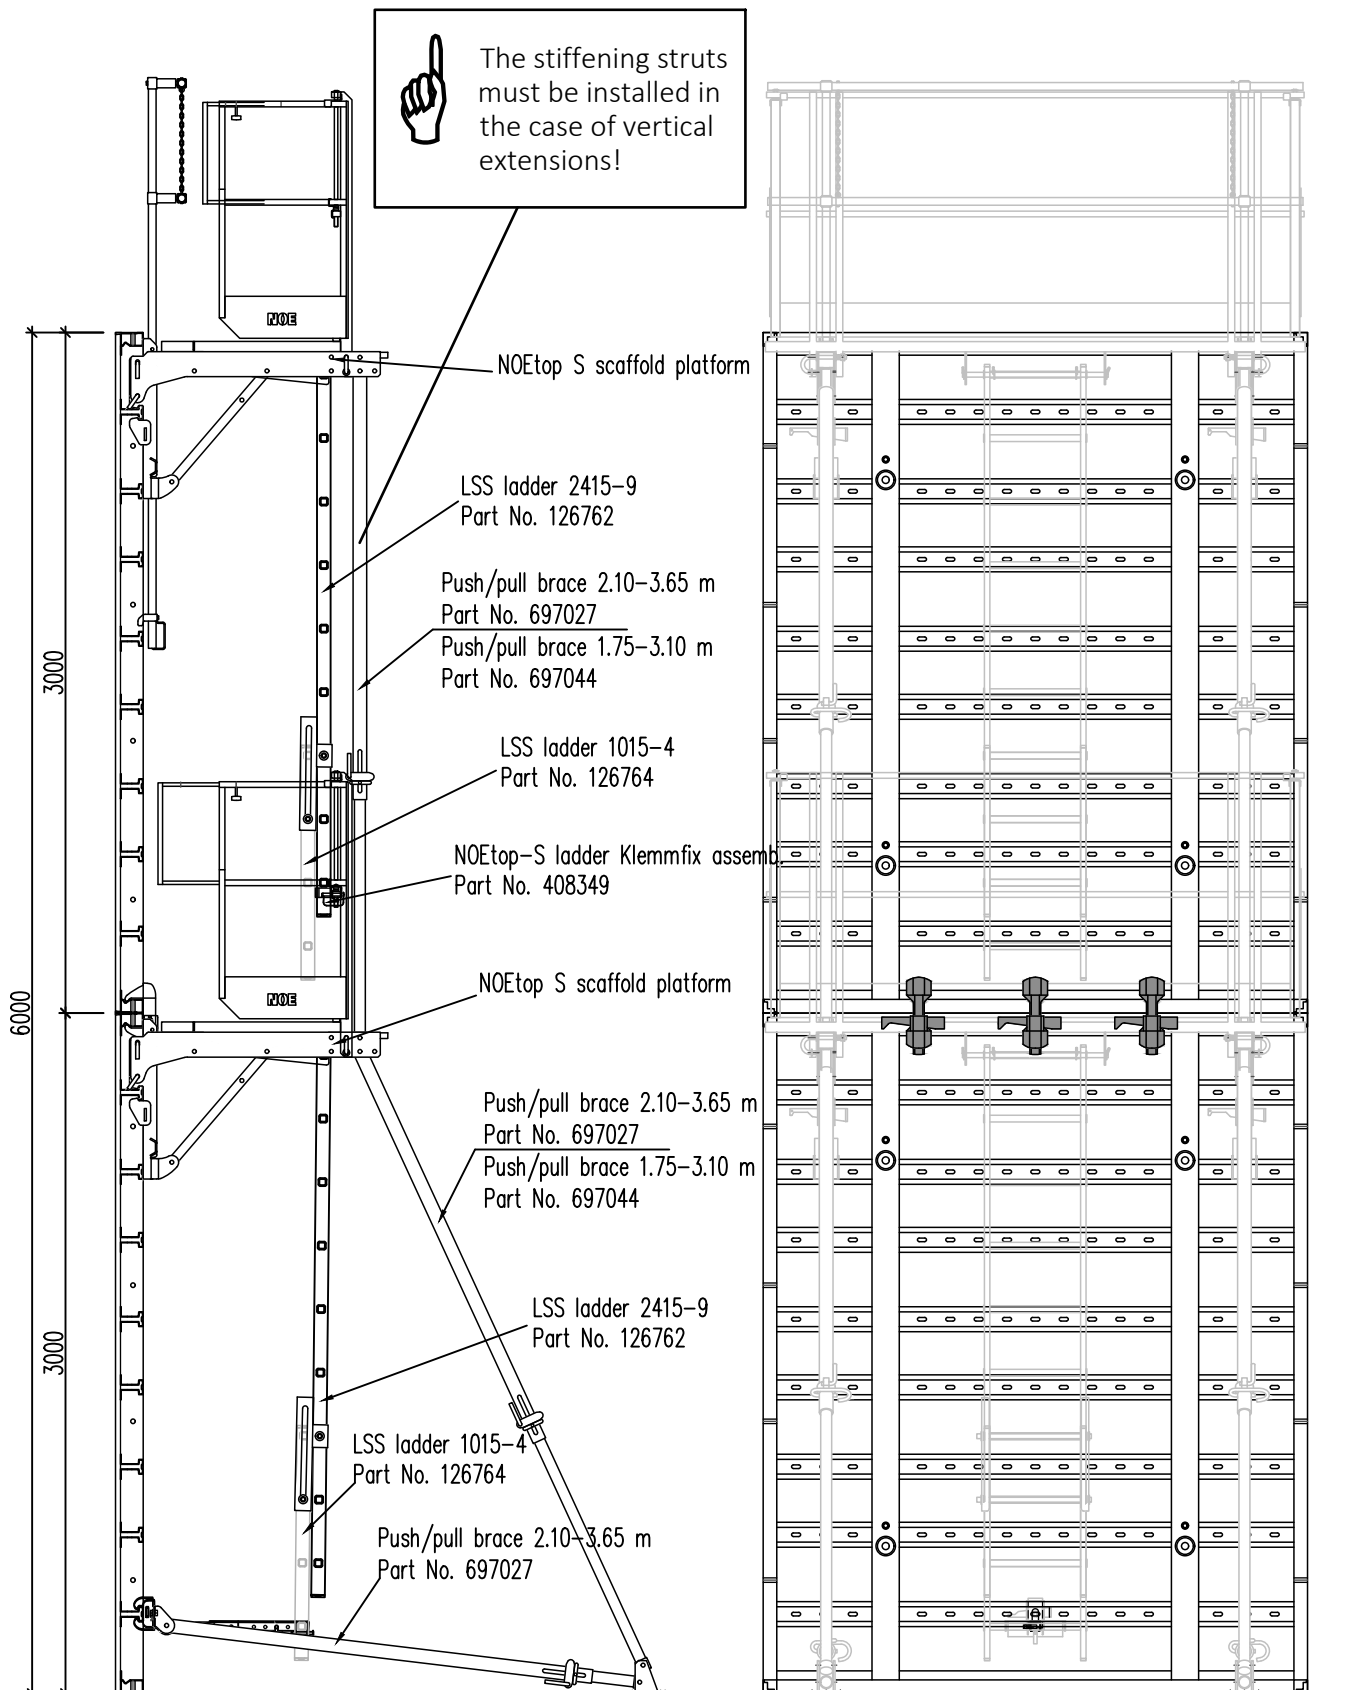 The stiffening struts
must be installed in
the case of vertical
extensions!
NOE
NOEtop S scaffold platform
LSS ladder 2415-9
Part No. 126762
Push/pull brace 2.10-3.65 m
Part No. 697027
Push/pull brace 1.75-3.10 m
Part No. 697044
3000
LSS ladder 1015-4
Part No. 126764
NOEtop-S ladder Klemmfix assemb.
Part No. 408349
NOEtop S scaffold platform
NOE
6000
Push/pull brace 2.10-3.65 m
Part No. 697027
Push/pull brace 1.75-3.10 m
Part No. 697044
LSS ladder 2415-9
Part No. 126762
3000
LSS ladder 1015-4
Part No. 126764
Push/pull brace 2.10-3.65 m
Part No. 697027